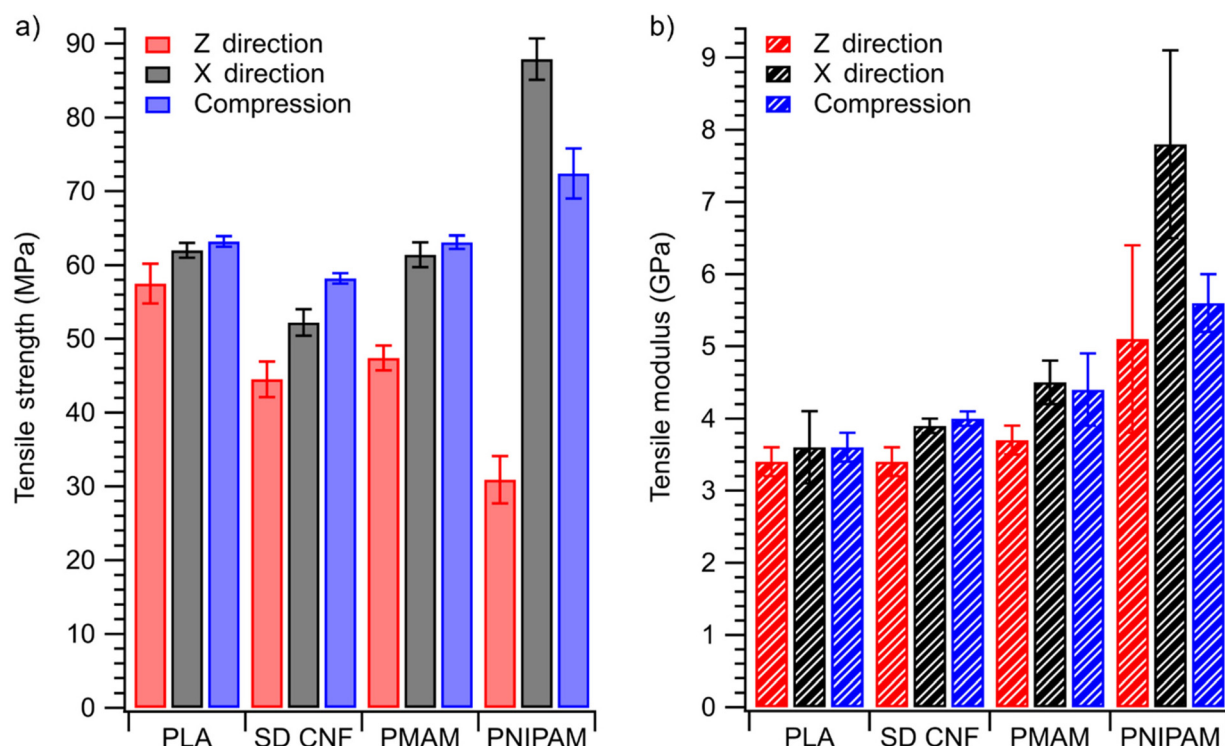 a)
Z direction
X direction
Compression
Tensile strength (MPa)
90
80
70
60
50
40
30
20
10
0
PLA SD CNF PMAM PNIPAM
b)
Z direction
X direction
Compression
Tensile modulus (GPa)
9
8
7
6
5
4
3
2
1
0
PLA SD CNF PMAM PNIPAM